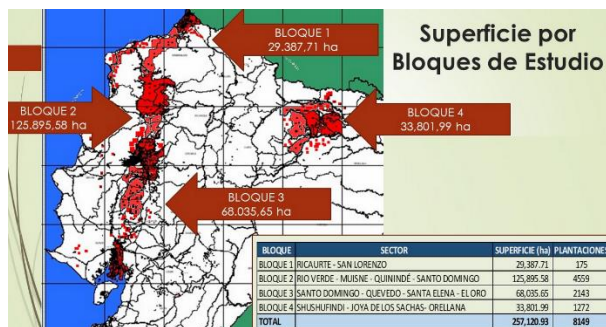 Superficie por
Bloques de Estudio
BLOQUE 1
29.387,71 ha
BLOQUE 2
125.895,58 ha
BLOQUE 4
33,801,99 ha
BLOQUE 3
68.035,65 ha
BLOQUE SECTOR SUPERFICIE (ha) PLANTACIONES
BLOQUE 1 RICAURTE - SAN LORENZO 29,387.71 175
BLOQUE 2 RIO VERDE - MUISNE - QUININDÉ - SANTO DOMINGO 125,895.58 4559
BLOQUE 3 SANTO DOMINGO - QUEVEDO - SANTA ELENA - EL ORO 68,035.65 2143
BLOQUE 4 SHUSHUFINDI - JOYA DE LOS SACHAS- ORELLANA 33,801.99 1272
TOTAL 257,120.93 8149